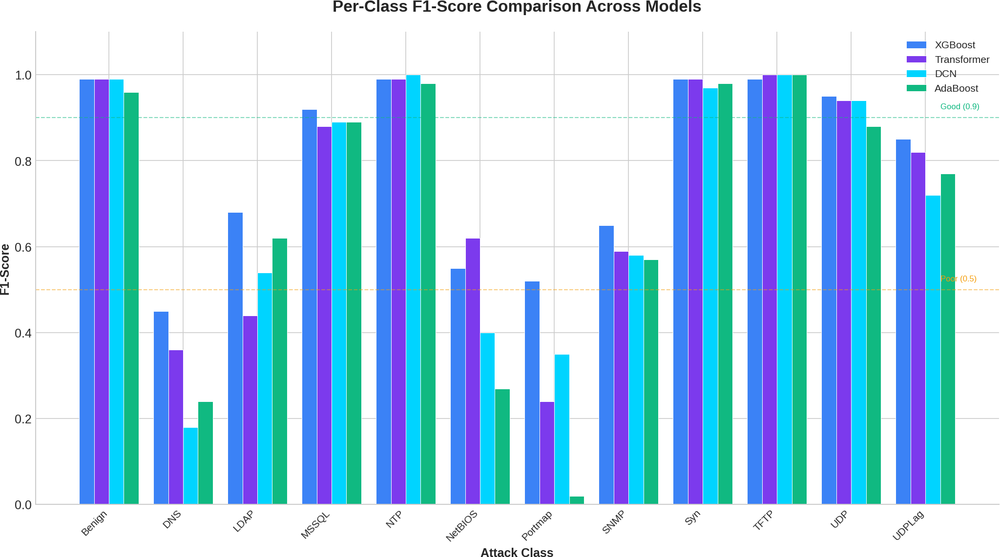 Per-Class F1-Score Comparison Across Models
XGBoost
Transformer
DCN
AdaBoost
Good (0.9)
Poor (0.5)
F1-Score
1.0
0.8
0.6
0.4
0.2
0.0
Benign
DNS
LDAP
MSSQL
NTP
NetBIOS
Portmap
SNMP
Syn
TFTP
UDP
UDPLag
Attack Class